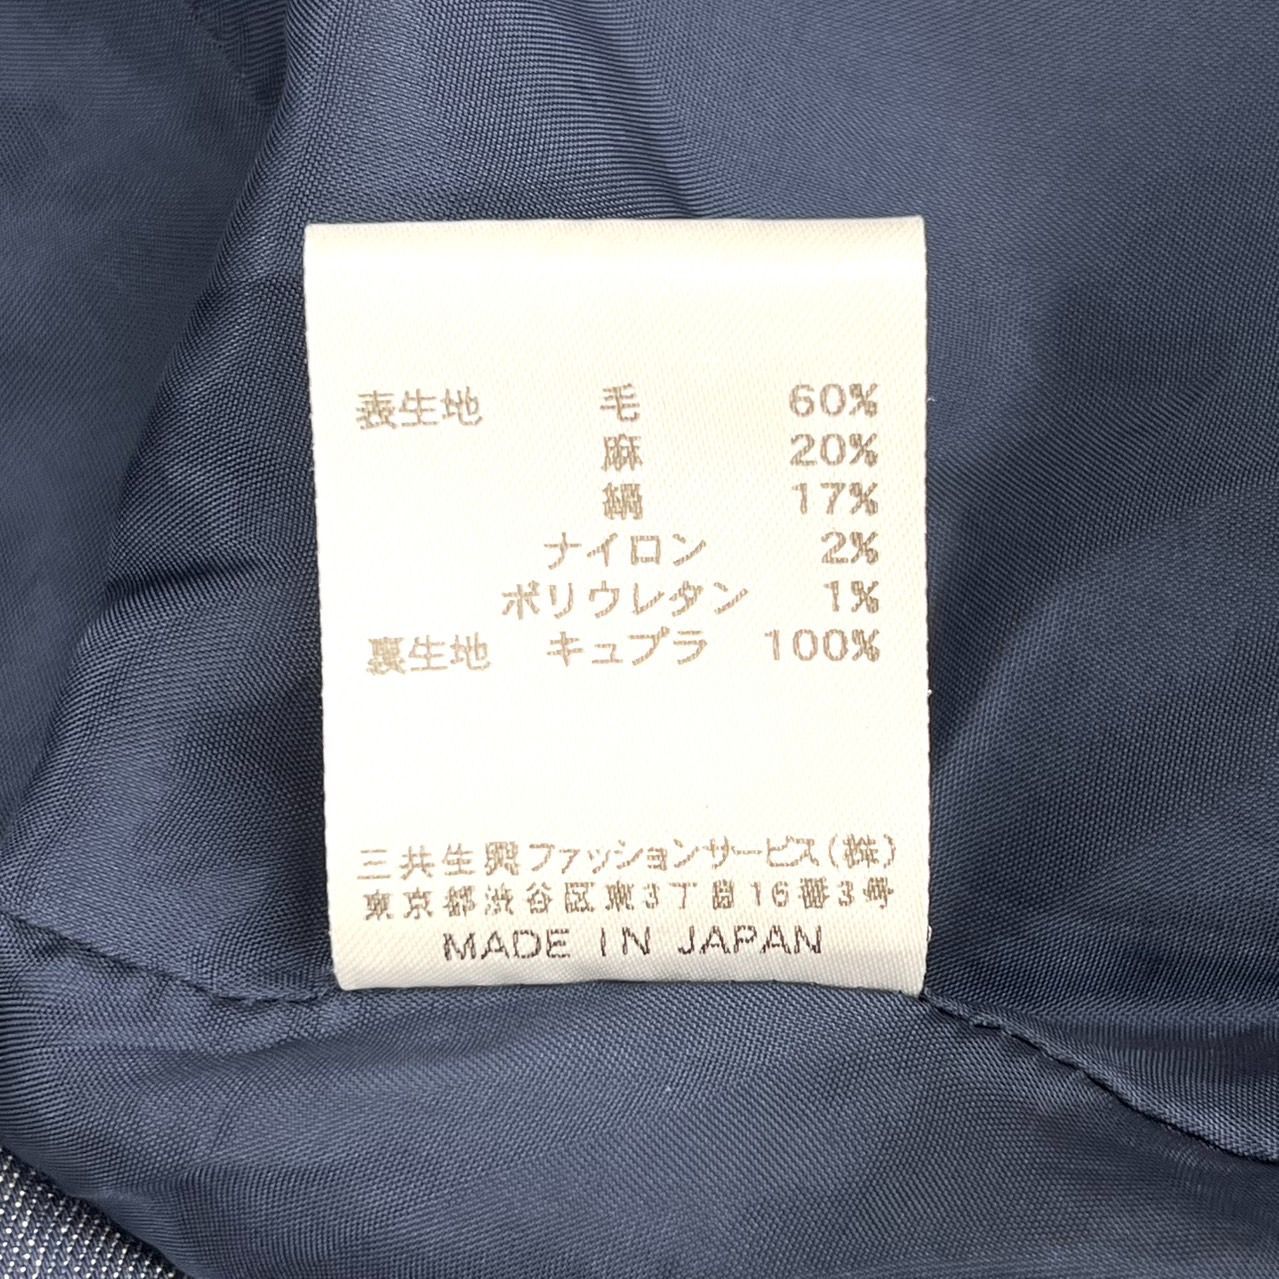 表生地 毛 60%
麻 20%
絹 17%
ナイロン 2%
ポリウレタン 1%
裏生地 キュプラ 100%
三共生興ファッションサービス(株)
東京都渋谷区東3丁目16番3号
MADE IN JAPAN